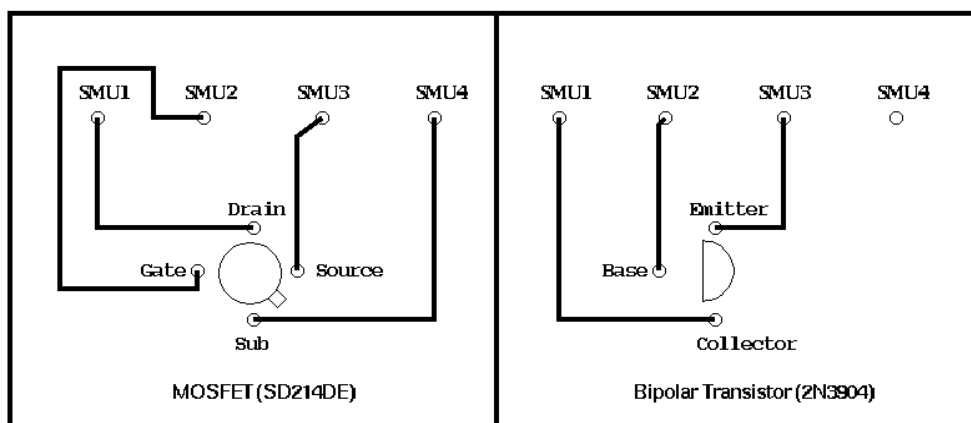 SMU1 SMU2 SMU3 SMU4
Drain
Gate Source
Sub
MOSFET (SD214DE)
SMU1 SMU2 SMU3 SMU4
Emitter
Base
Collector
Bipolar Transistor (2N3904)